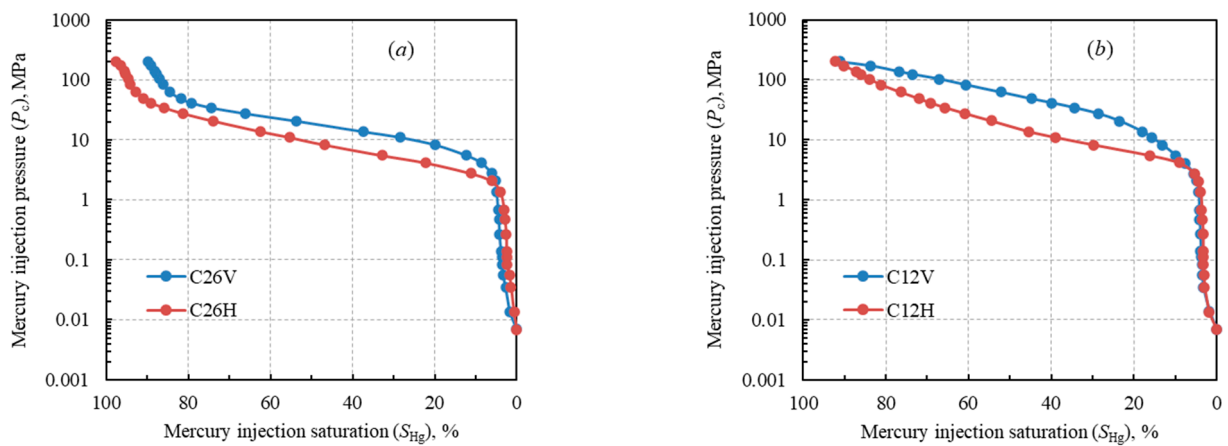 1000
100
10
1
0.1
0.01
0.001
Mercury injection pressure (Pc), MPa
(a)
C26V
C26H
100 80 60 40 20 0
Mercury injection saturation (SHg), %
1000
100
10
1
0.1
0.01
0.001
Mercury injection pressure (Pc), MPa
(b)
C12V
C12H
100 80 60 40 20 0
Mercury injection saturation (SHg), %